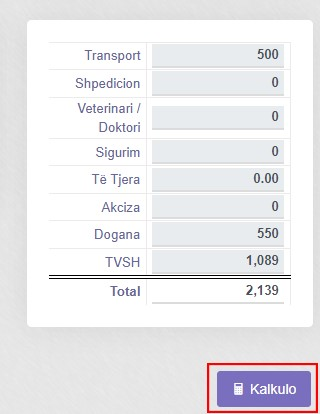 Transport 500
Shpedicion 0
Veterinari /
Doktori 0
Sigurim 0
Të Tjera 0.00
Akciza 0
Dogana 550
TVSH 1,089
Total 2,139
Kalkulo